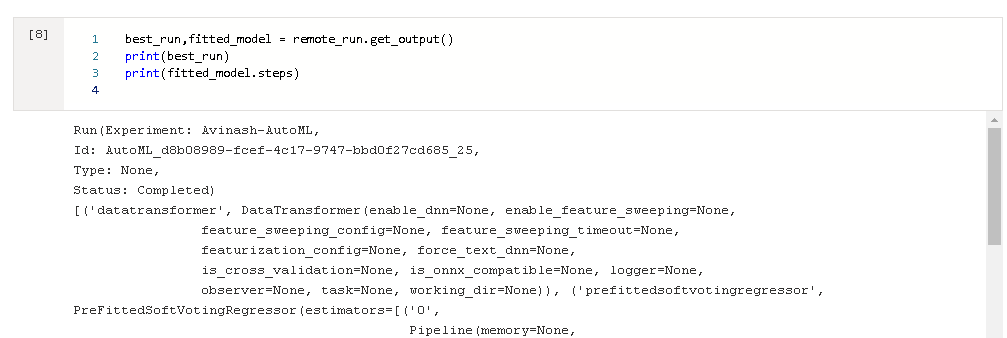 [8]
1 best_run,fitted_model = remote_run.get_output()
2 print(best_run)
3 print(fitted_model.steps)
4
Run(Experiment: Avinash-AutoML,
Id: AutoML_d8b08989-fcef-4c17-9747-bbd0f27cd685_25,
Type: None,
Status: Completed)
[('datatransformer', DataTransformer(enable_dnn=None, enable_feature_sweeping=None,
feature_sweeping_config=None, feature_sweeping_timeout=None,
featurization_config=None, force_text_dnn=None,
is_cross_validation=None, is_onnx_compatible=None, logger=None,
observer=None, task=None, working_dir=None)), ('prefittedsoftvotingregressor',
PreFittedSoftVotingRegressor(estimators=[('0',
Pipeline(memory=None,